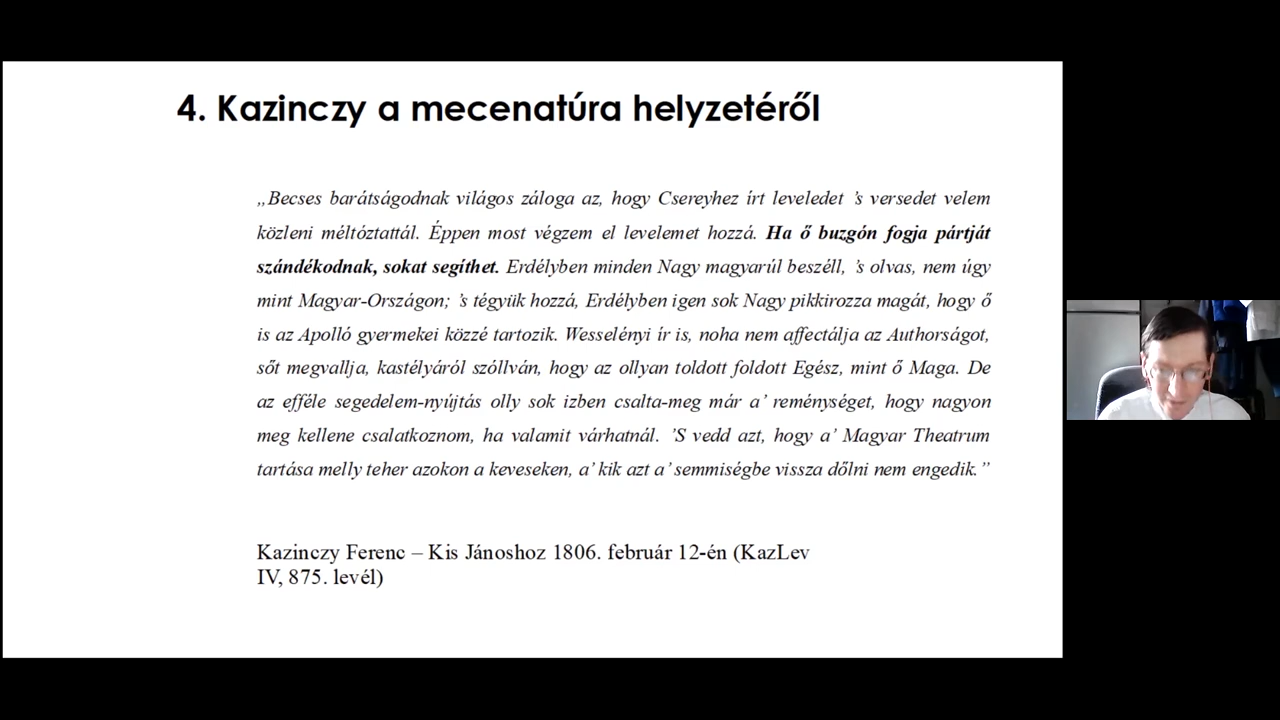 4. Kazinczy a mecenatúra helyzetéről
„Becses barátságodnak világos záloga az, hogy Csereyhez írt leveledet ’s versedet velem
közleni méltóztattál. Éppen most végzem el levelemet hozzá. Ha ő buzgón fogja pártját
szándékodnak, sokat segíthet. Erdélyben minden Nagy magyarúl beszéll, ’s olvas, nem úgy
mint Magyar-Országon; ’s tégyük hozzá, Erdélyben igen sok Nagy pikkirozza magát, hogy ő
is az Apolló gyermekei közzé tartozik. Wesselényi ír is, noha nem affectálja az Authorságot,
sőt megvallja, kastélyáról szóllván, hogy az ollyan toldott foldott Egész, mint ő Maga. De
az efféle segedelem-nyújtás olly sok izben csalta-meg már a’ reménységet, hogy nagyon
meg kellene csalatkoznom, ha valamit várhatnál. ’S vedd azt, hogy a’ Magyar Theatrum
tartása melly teher azokon a keveseken, a’ kik azt a’ semmiségbe vissza dőlni nem engedik.”
Kazinczy Ferenc – Kis Jánoshoz 1806. február 12-én (KazLev
IV, 875. levél)